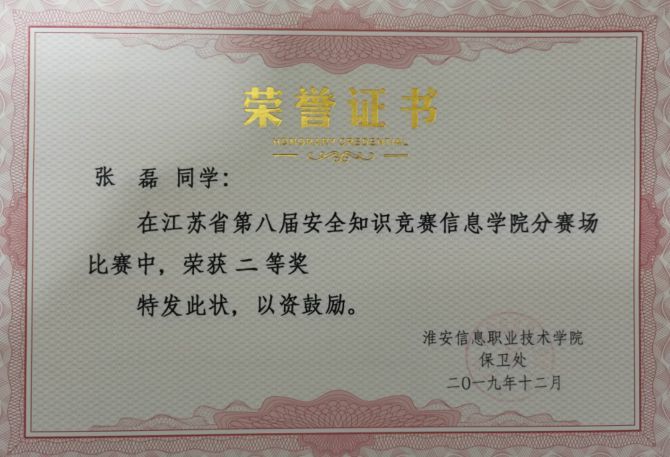 荣誉证书
HONORARY CREDENCIAL
张 磊 同学：
在江苏省第八届安全知识竞赛信息学院分赛场
比赛中，荣获 二 等奖
特发此状，以资鼓励。
淮安信息职业技术学院
保卫处
二〇一九年十二月